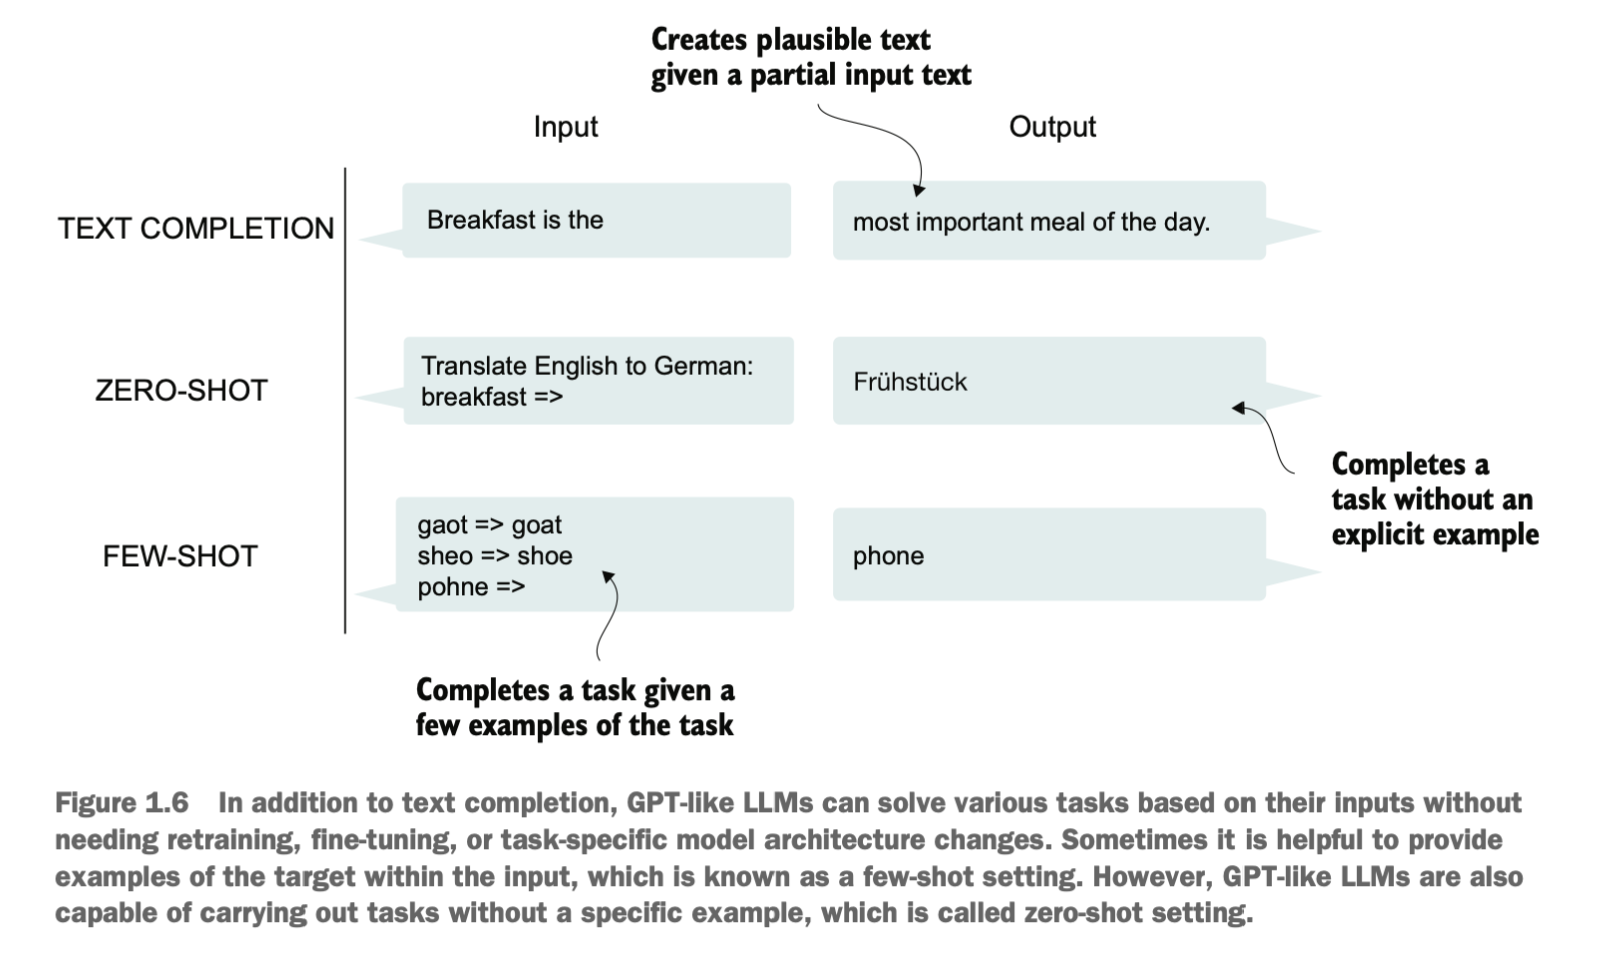 Creates plausible text
given a partial input text
Input
Output
TEXT COMPLETION
Breakfast is the
most important meal of the day.
ZERO-SHOT
Translate English to German:
breakfast =>
Frühstück
Completes a
task without an
explicit example
FEW-SHOT
gaot => goat
sheo => shoe
pohne =>
phone
Completes a task given a
few examples of the task
Figure 1.6 In addition to text completion, GPT-like LLMs can solve various tasks based on their inputs without
needing retraining, fine-tuning, or task-specific model architecture changes. Sometimes it is helpful to provide
examples of the target within the input, which is known as a few-shot setting. However, GPT-like LLMs are also
capable of carrying out tasks without a specific example, which is called zero-shot setting.